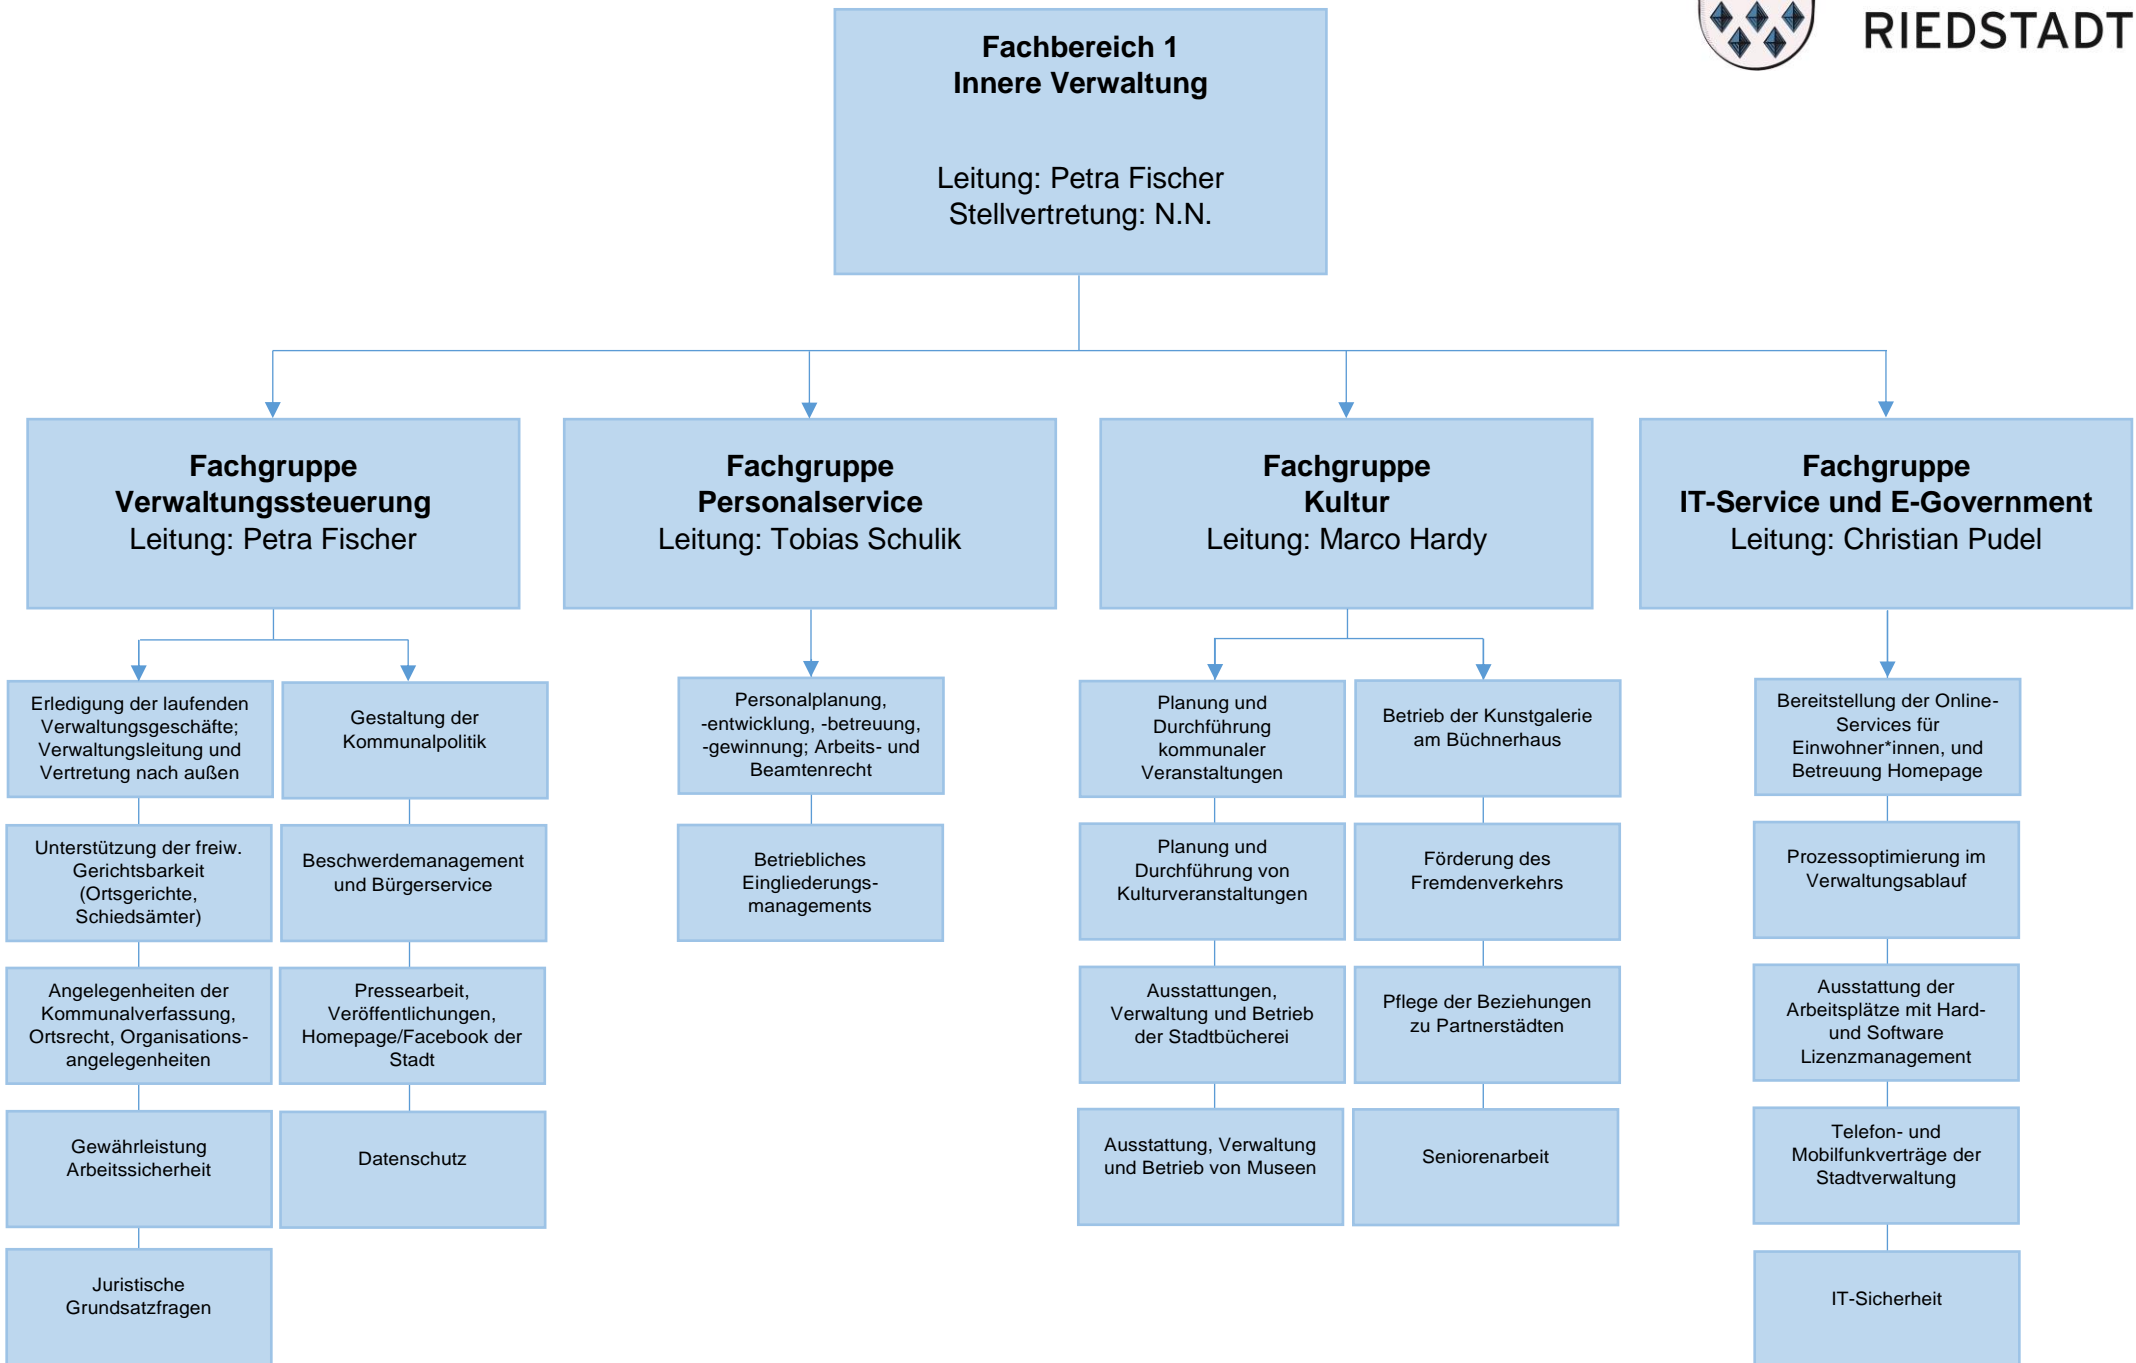 RIEDSTADT
Fachbereich 1
Innere Verwaltung
Leitung: Petra Fischer
Stellvertretung: N.N.
Fachgruppe
Verwaltungssteuerung
Leitung: Petra Fischer
Fachgruppe
Personalservice
Leitung: Tobias Schulik
Fachgruppe
Kultur
Leitung: Marco Hardy
Fachgruppe
IT-Service und E-Government
Leitung: Christian Pudel
Erledigung der laufenden
Verwaltungsgeschäfte;
Verwaltungsleitung und
Vertretung nach außen
Unterstützung der freiw.
Gerichtsbarkeit
(Ortsgerichte,
Schiedsämter)
Angelegenheiten der
Kommunalverfassung,
Ortsrecht, Organisations-
angelegenheiten
Gewährleistung
Arbeitssicherheit
Juristische
Grundsatzfragen
Gestaltung der
Kommunalpolitik
Beschwerdemanagement
und Bürgerservice
Pressearbeit,
Veröffentlichungen,
Homepage/Facebook der
Stadt
Datenschutz
Personalplanung,
-entwicklung, -betreuung,
-gewinnung; Arbeits- und
Beamtenrecht
Betriebliches
Eingliederungs-
managements
Planung und
Durchführung
kommunaler
Veranstaltungen
Planung und
Durchführung von
Kulturveranstaltungen
Ausstattungen,
Verwaltung und Betrieb
der Stadtbücherei
Ausstattung, Verwaltung
und Betrieb von Museen
Betrieb der Kunstgalerie
am Büchnerhaus
Förderung des
Fremdenverkehrs
Pflege der Beziehungen
zu Partnerstädten
Seniorenarbeit
Bereitstellung der Online-
Services für
Einwohner*innen, und
Betreuung Homepage
Prozessoptimierung im
Verwaltungsablauf
Ausstattung der
Arbeitsplätze mit Hard-
und Software
Lizenzmanagement
Telefon- und
Mobilfunkverträge der
Stadtverwaltung
IT-Sicherheit